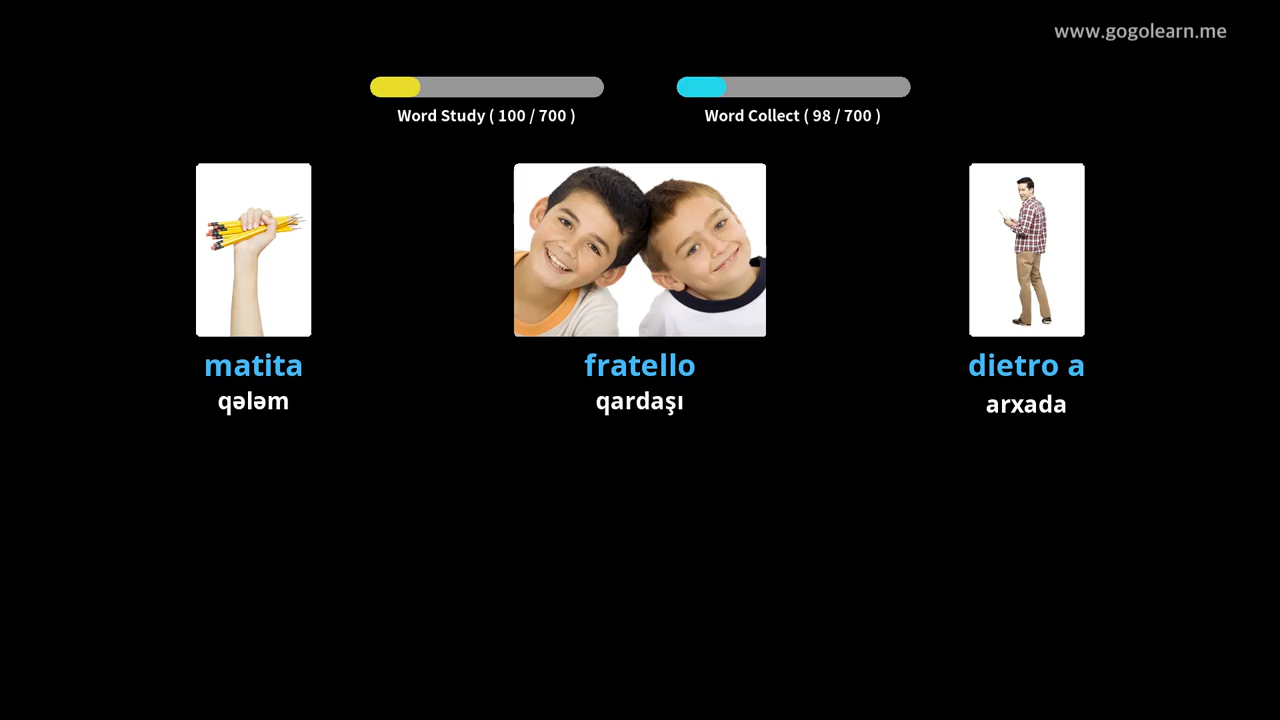 www.gogolearn.me
Word Study ( 100 / 700 )
Word Collect ( 98 / 700 )
matita
qələm
fratello
qardaşı
dietro a
arxada